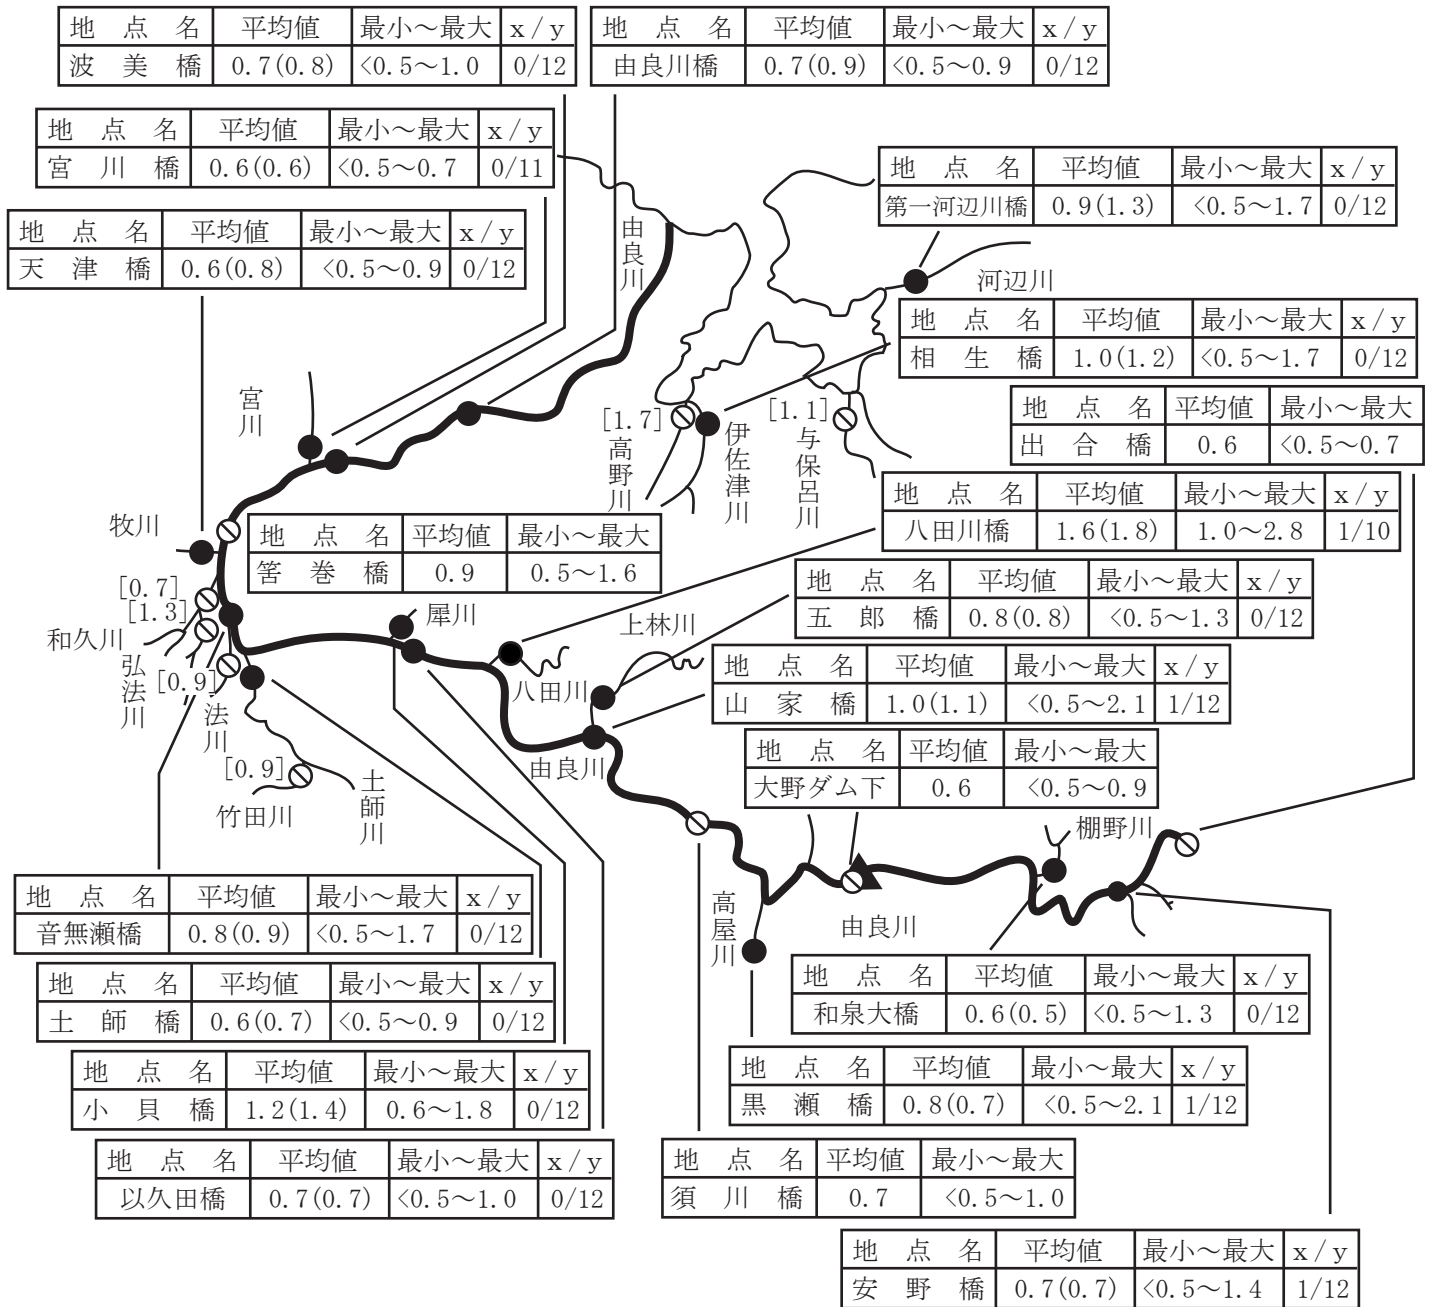 地点名 平均値 最小～最大 x/y
波美橋 0.7(0.8) <0.5～1.0 0/12
地点名 平均値 最小～最大 x/y
由良川橋 0.7(0.9) <0.5～0.9 0/12
地点名 平均値 最小～最大 x/y
宮川橋 0.6(0.6) <0.5～0.7 0/11
地点名 平均値 最小～最大 x/y
第一河辺川橋 0.9(1.3) <0.5～1.7 0/12
地点名 平均値 最小～最大 x/y
天津橋 0.6(0.8) <0.5～0.9 0/12
由良川
河辺川
地点名 平均値 最小～最大 x/y
相生橋 1.0(1.2) <0.5～1.7 0/12
宮川
[1.7]
高野川
伊佐津川
[1.1]
与保呂川
地点名 平均値 最小～最大
出合橋 0.6 <0.5～0.7
地点名 平均値 最小～最大 x/y
八田川橋 1.6(1.8) 1.0～2.8 1/10
牧川
地点名 平均値 最小～最大
筈巻橋 0.9 0.5～1.6
地点名 平均値 最小～最大 x/y
五郎橋 0.8(0.8) <0.5～1.3 0/12
[0.7]
[1.3]
和久川
弘法川
[0.9]
法川
犀川
上林川
八田川
地点名 平均値 最小～最大 x/y
山家橋 1.0(1.1) <0.5～2.1 1/12
由良川
[0.9]
竹田川
土師川
地点名 平均値 最小～最大
大野ダム下 0.6 <0.5～0.9
棚野川
高屋川
由良川
地点名 平均値 最小～最大 x/y
音無瀬橋 0.8(0.9) <0.5～1.7 0/12
地点名 平均値 最小～最大 x/y
和泉大橋 0.6(0.5) <0.5～1.3 0/12
地点名 平均値 最小～最大 x/y
土師橋 0.6(0.7) <0.5～0.9 0/12
地点名 平均値 最小～最大 x/y
黒瀬橋 0.8(0.7) <0.5～2.1 1/12
地点名 平均値 最小～最大 x/y
小貝橋 1.2(1.4) 0.6～1.8 0/12
地点名 平均値 最小～最大 x/y
以久田橋 0.7(0.7) <0.5～1.0 0/12
地点名 平均値 最小～最大
須川橋 0.7 <0.5～1.0
地点名 平均値 最小～最大 x/y
安野橋 0.7(0.7) <0.5～1.4 1/12